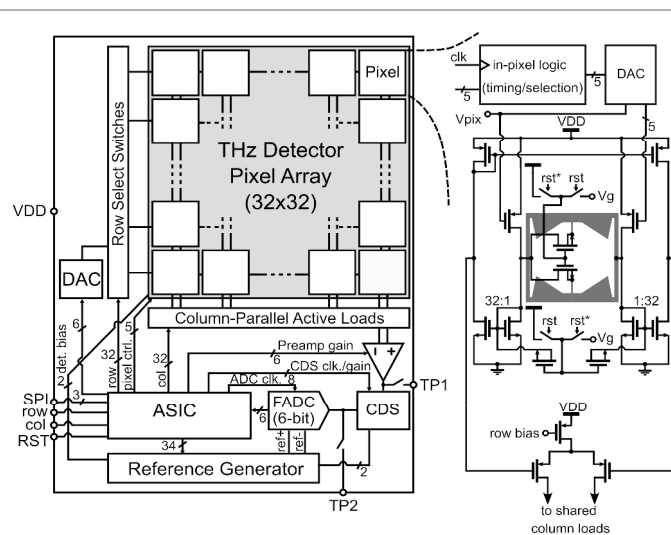 Pixel
THz Detector
Pixel Array
(32x32)
Row Select Switches
VDD
DAC
Column-Parallel Active Loads
6
det. bias
2
3
32
row
5
pixel ctrl.
32
col
Preamp gain
6
CDS clk./gain
ADC clk.
8
TP1
SPI
row
col
RST
ASIC
6
FADC
(6-bit)
CDS
34
ref+
ref-
2
Reference Generator
TP2
clk
in-pixel logic
(timing/selection)
5
5
DAC
5
Vpix
VDD
rst*
rst
Vg
32:1
1:32
rst
rst*
Vg
VDD
row bias
to shared
column loads